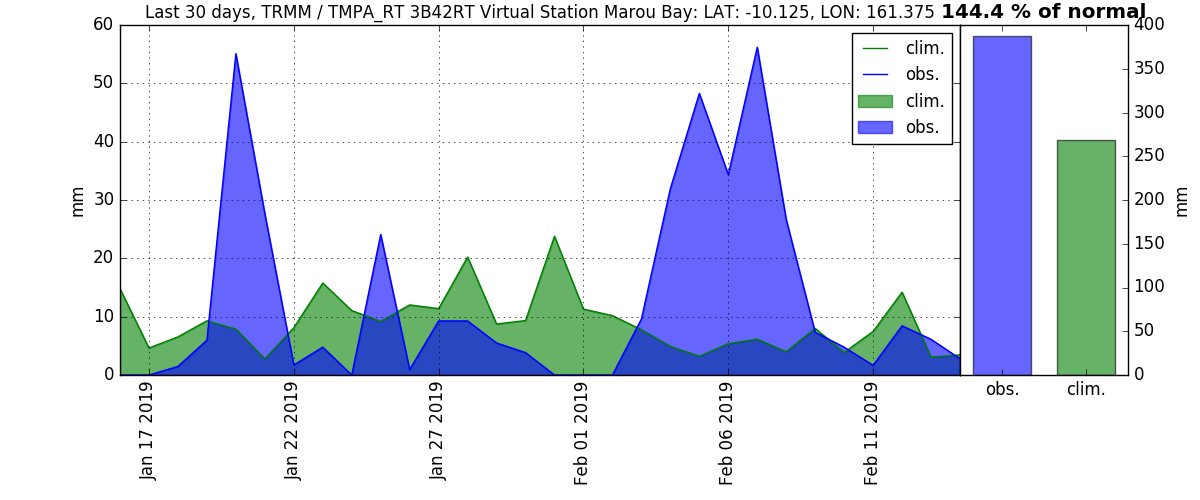 Last 30 days, TRMM / TMPA_RT 3B42RT Virtual Station Marou Bay: LAT: -10.125, LON: 161.375 144.4 % of normal
60
50
40
30
20
10
0
mm
clim.
obs.
clim.
obs.
Jan 17 2019
Jan 22 2019
Jan 27 2019
Feb 01 2019
Feb 06 2019
Feb 11 2019
400
350
300
250
200
150
100
50
0
mm
obs. clim.